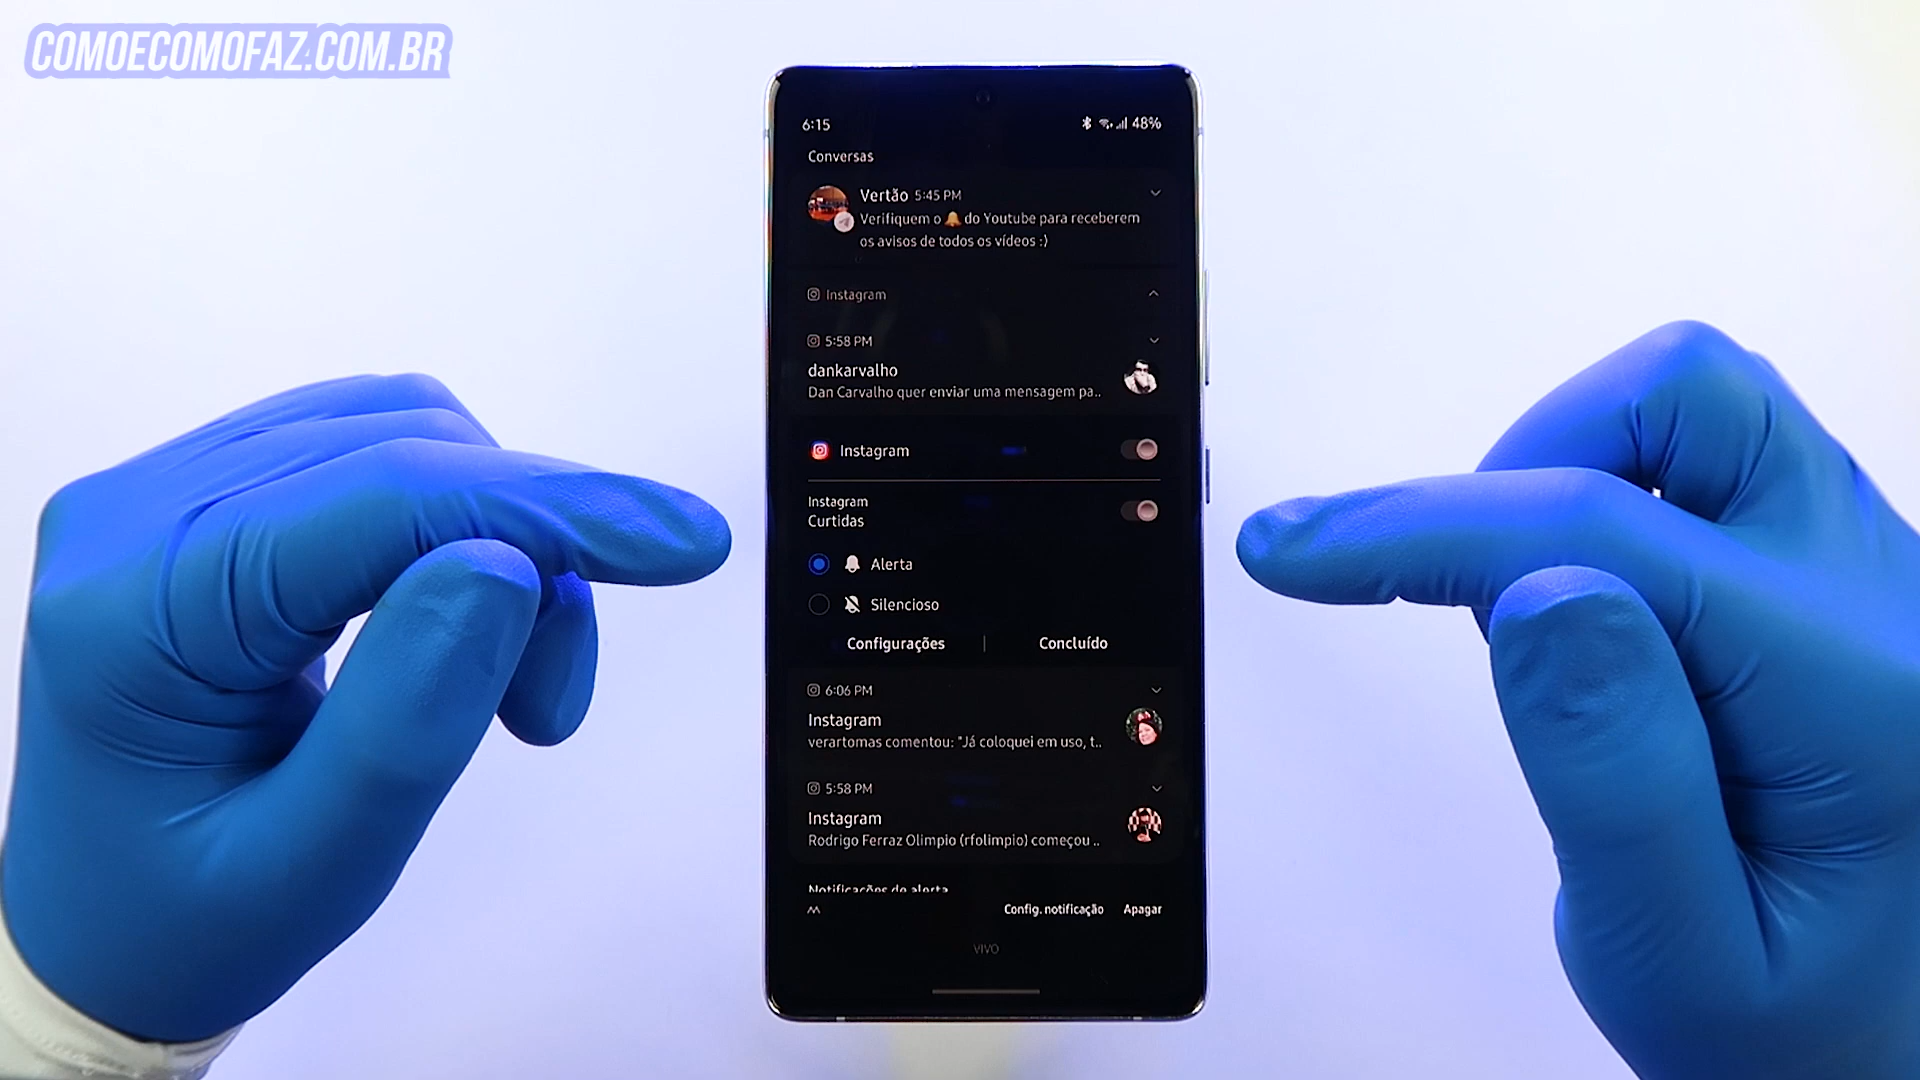 COMOECOMOFAZ.COM.BR
6:15
48%
Conversas
Vertão 5:45 PM
Verifiquem o 🔔 do Youtube para receberem
os avisos de todos os vídeos :)
Instagram
5:58 PM
dankarvalho
Dan Carvalho quer enviar uma mensagem pa..
Instagram
Instagram
Curtidas
Alerta
Silencioso
Configurações | Concluído
6:06 PM
Instagram
verartomas comentou: "Já coloquei em uso, t..
5:58 PM
Instagram
Rodrigo Ferraz Olimpio (rfolimpio) começou ..
Notificações de alerta
Config. notificação Apagar
VIVO